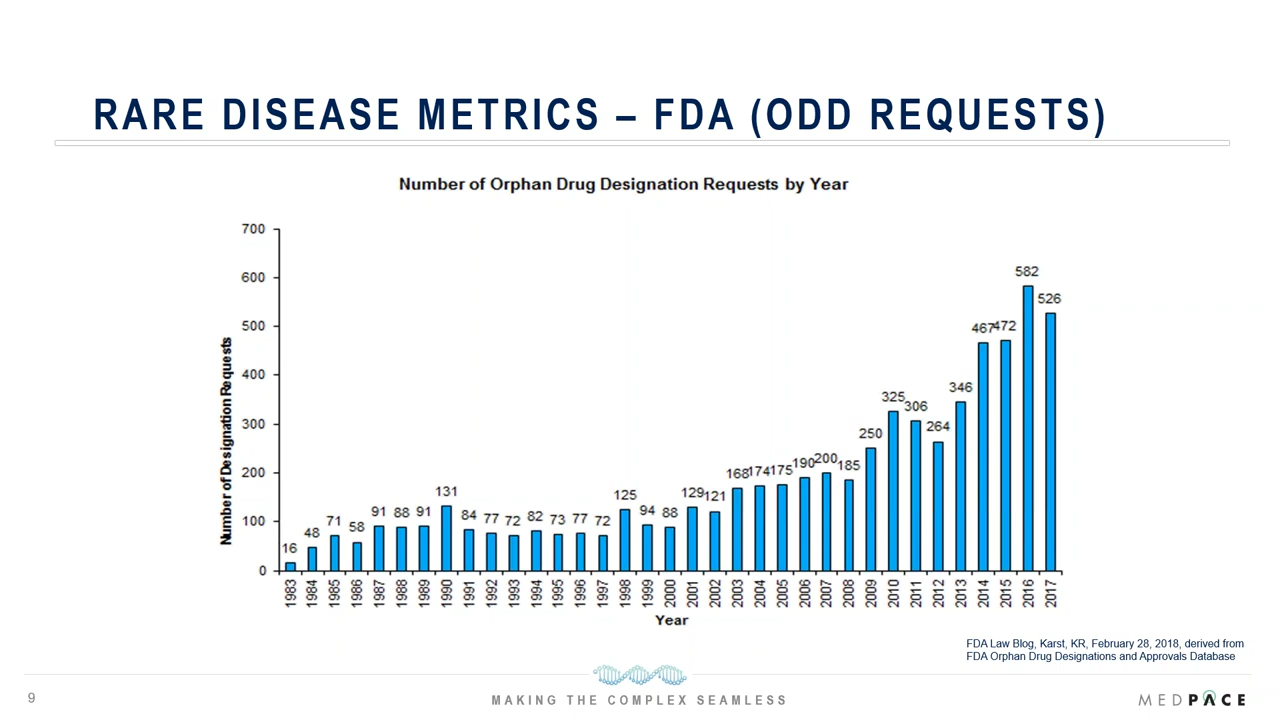 RARE DISEASE METRICS – FDA (ODD REQUESTS)
Number of Orphan Drug Designation Requests by Year
Number of Designation Requests
700
600
500
400
300
200
100
0
16 48 71 58 91 88 91 131 84 77 72 82 73 77 72 125 94 88 129 121 168 174 175 190 200 185 250 325 306 264 346 467 472 582 526
1983 1984 1985 1986 1987 1988 1989 1990 1991 1992 1993 1994 1995 1996 1997 1998 1999 2000 2001 2002 2003 2004 2005 2006 2007 2008 2009 2010 2011 2012 2013 2014 2015 2016 2017
Year
FDA Law Blog, Karst, KR, February 28, 2018, derived from
FDA Orphan Drug Designations and Approvals Database
9
MAKING THE COMPLEX SEAMLESS
MEDPACE